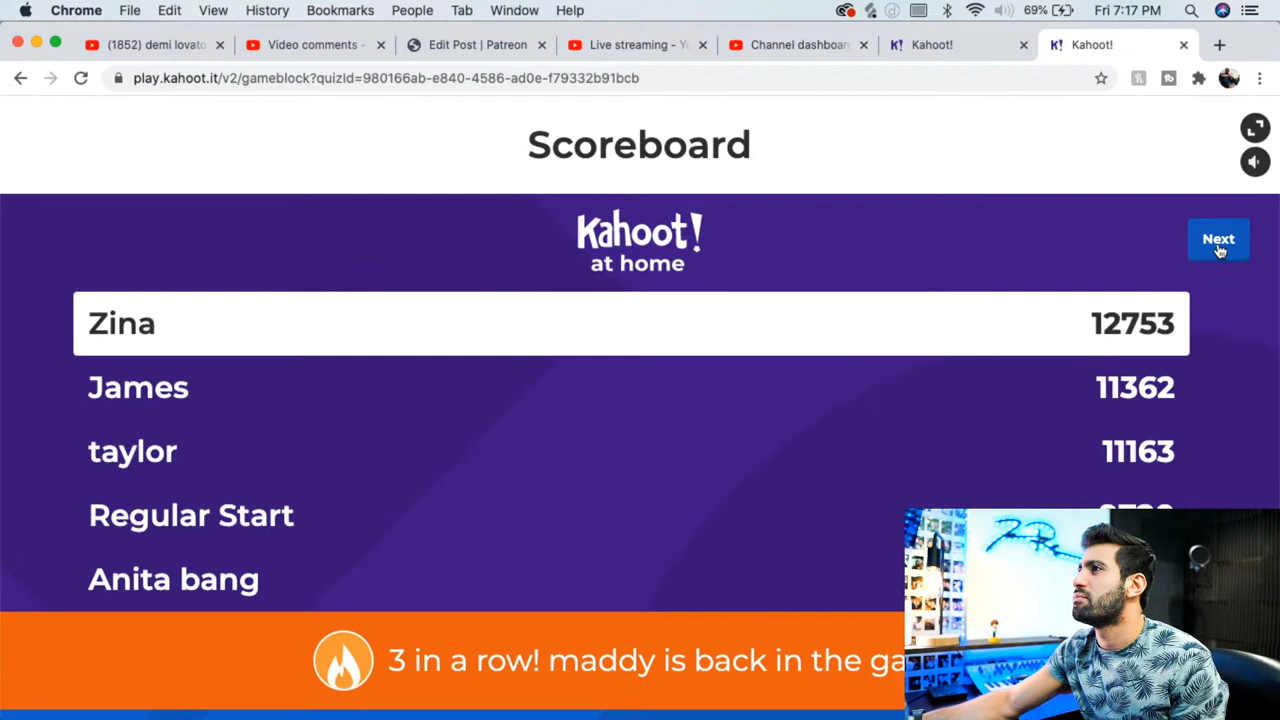 Chrome File Edit View History Bookmarks People Tab Window Help 69% Fri 7:17 PM
(1852) demi lovato Video comments - Edit Post | Patreon Live streaming - Yo Channel dashboar Kahoot! Kahoot!
play.kahoot.it/v2/gameblock?quizId=980166ab-e840-4586-ad0e-f79332b91bcb
Scoreboard
Kahoot!
at home
Next
Zina 12753
James 11362
taylor 11163
Regular Start
Anita bang
3 in a row! maddy is back in the ga